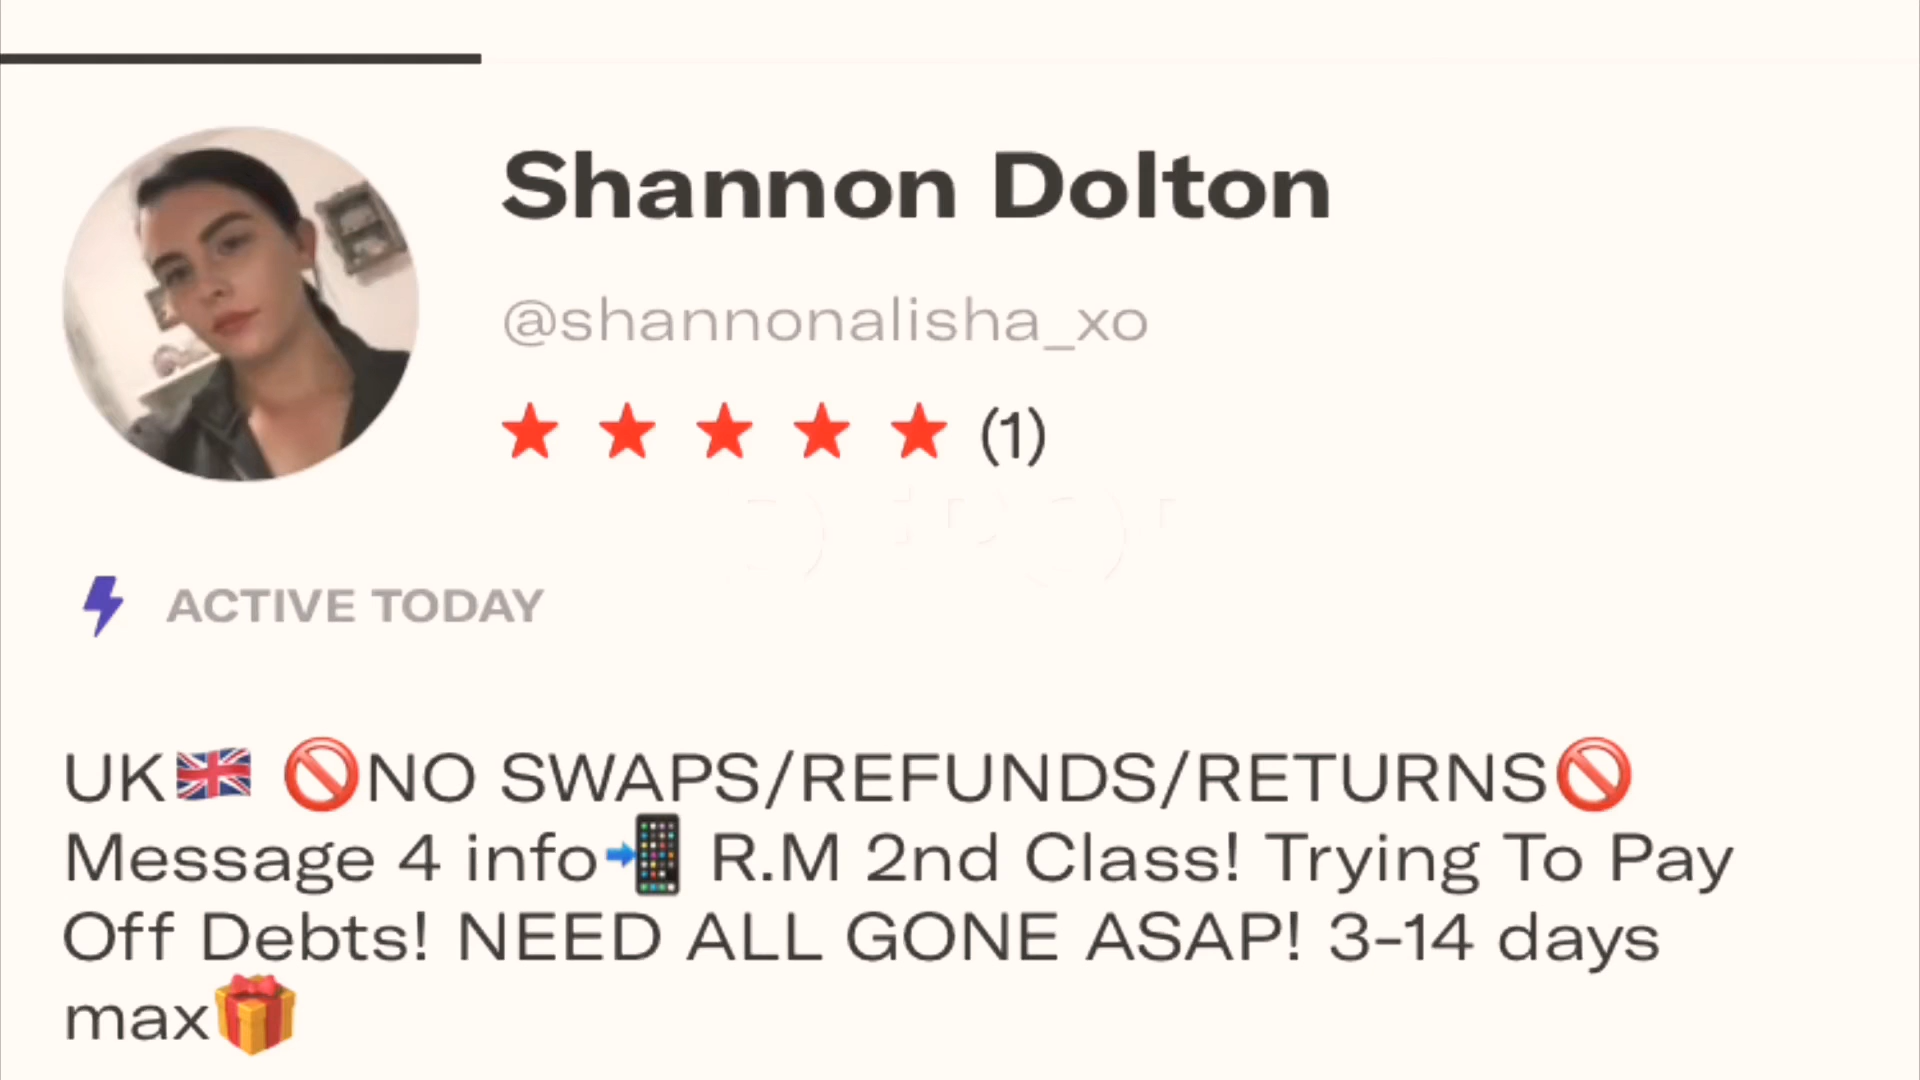 Shannon Dolton
@shannonalisha_xo
(1)
ACTIVE TODAY
UK🇬🇧 🚫NO SWAPS/REFUNDS/RETURNS🚫
Message 4 info📲 R.M 2nd Class! Trying To Pay
Off Debts! NEED ALL GONE ASAP! 3-14 days
max🎁